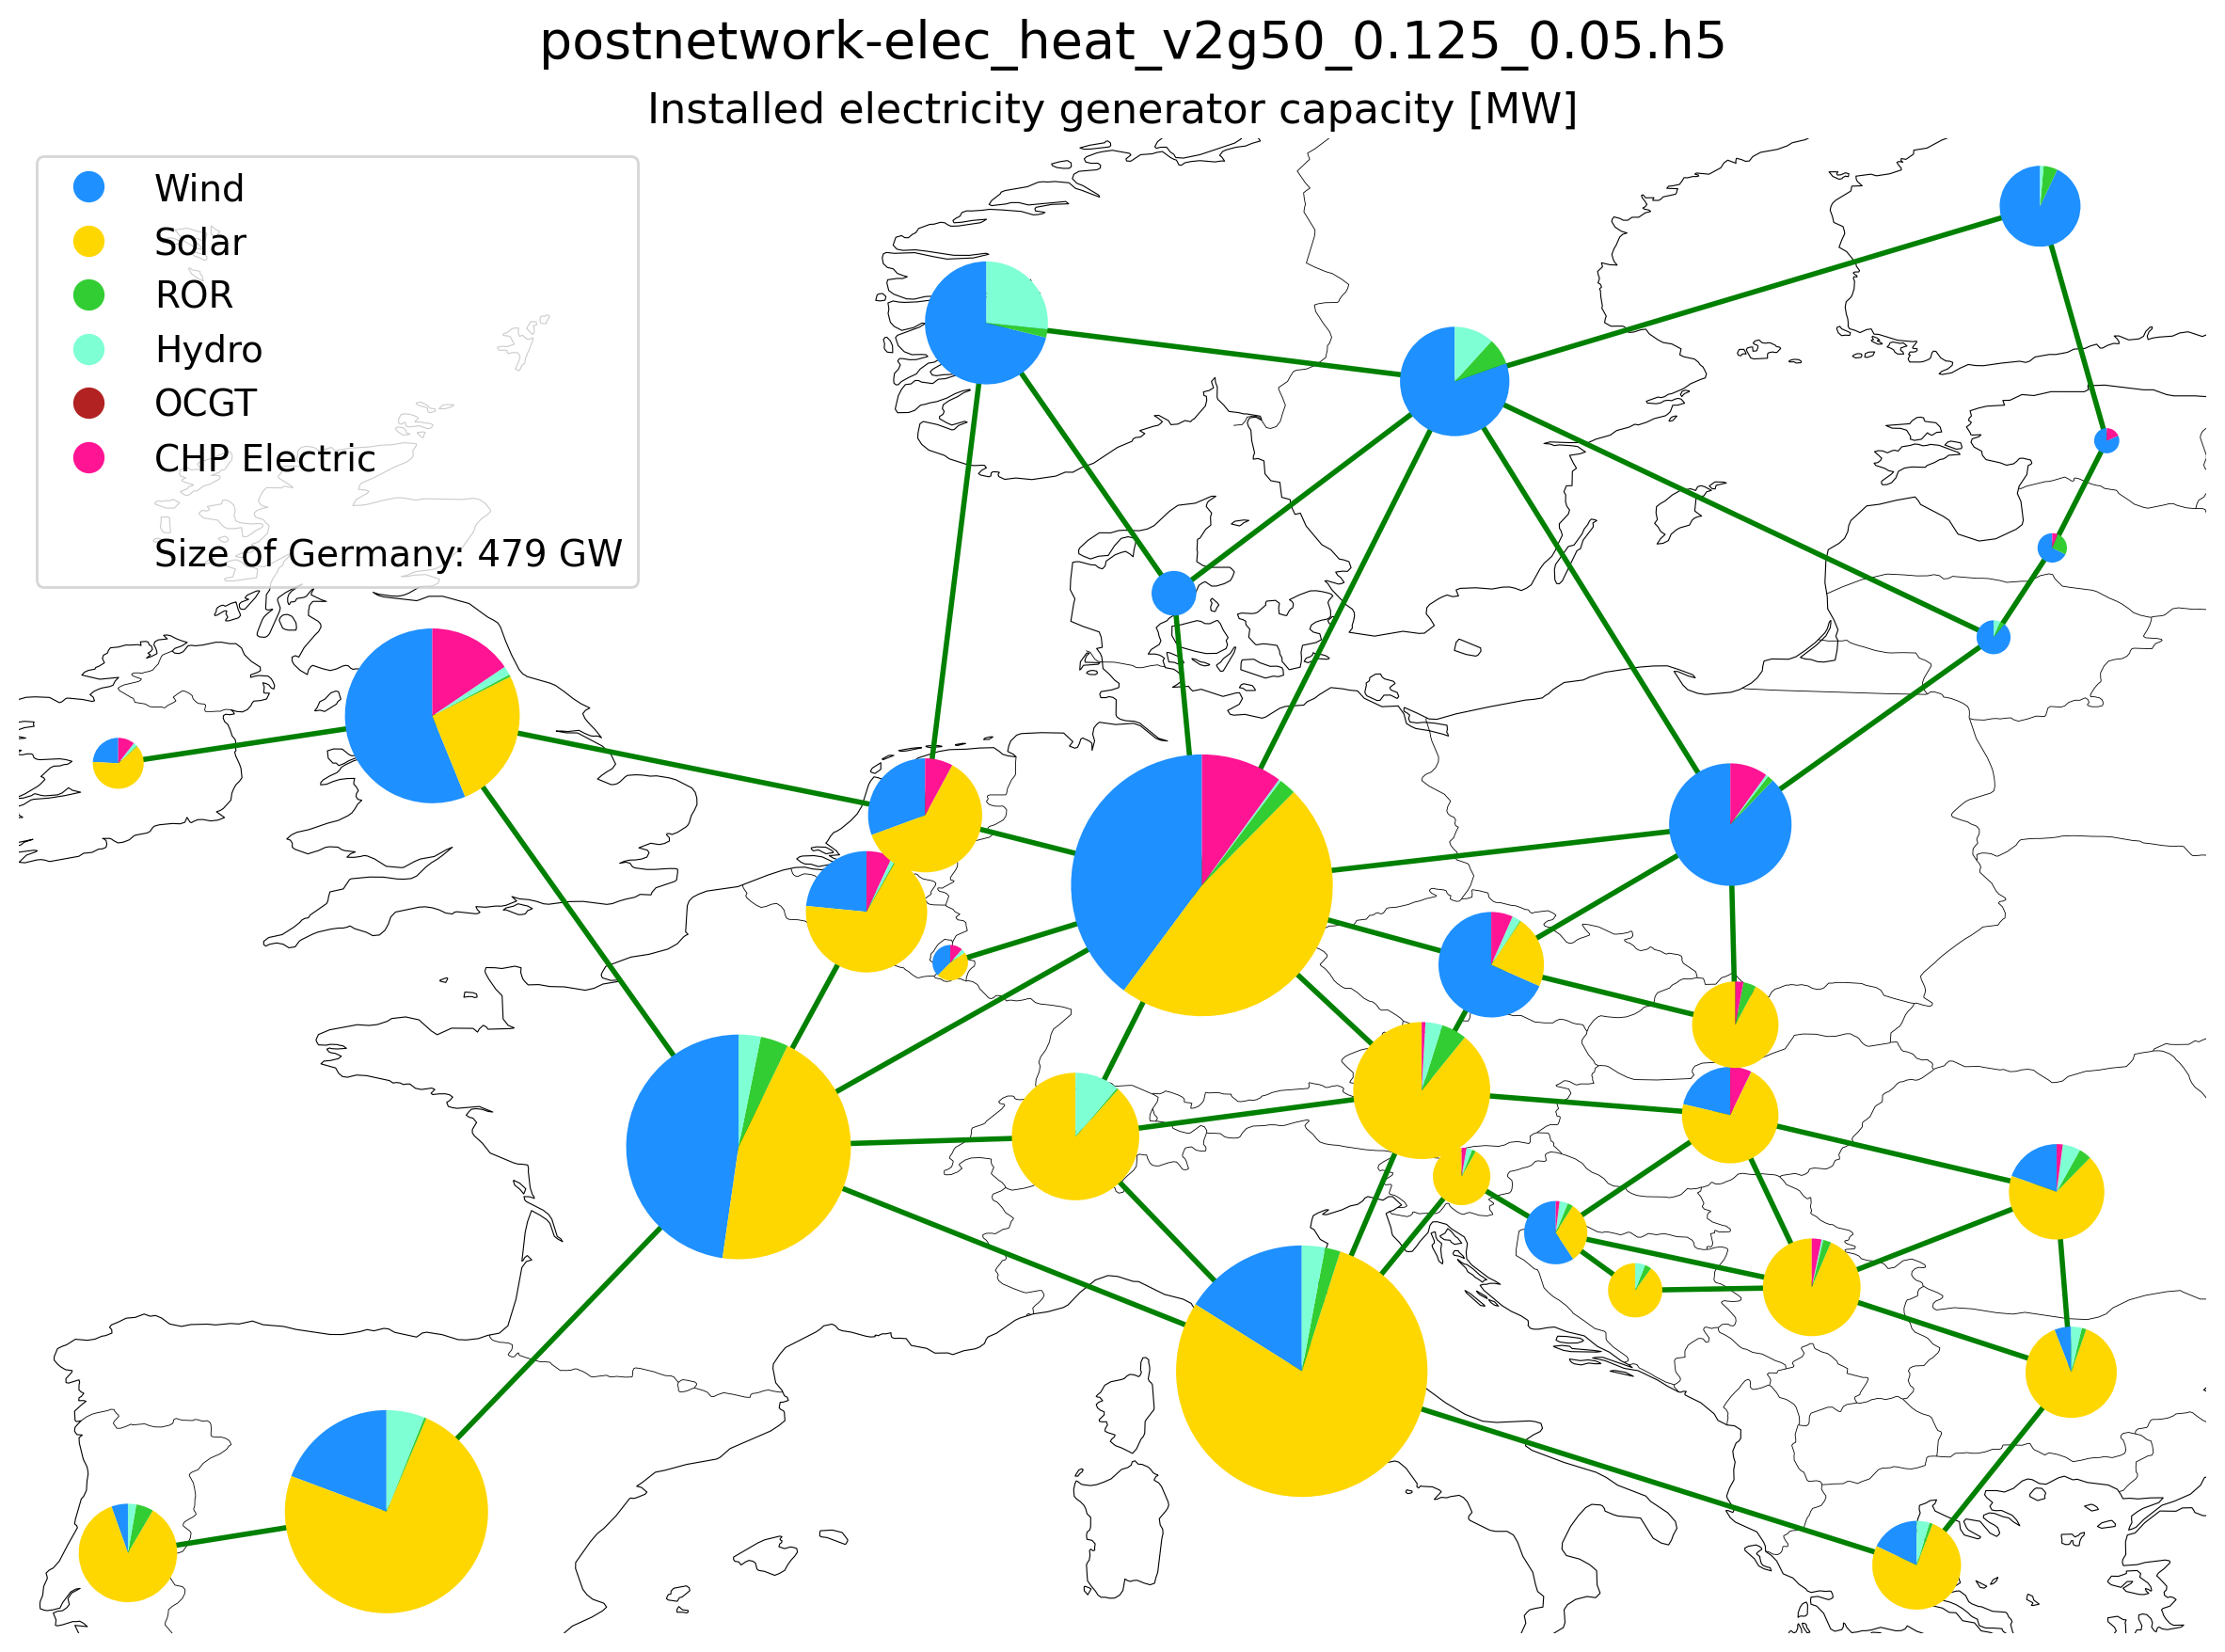 postnetwork-elec_heat_v2g50_0.125_0.05.h5
Installed electricity generator capacity [MW]
Wind
Solar
ROR
Hydro
OCGT
CHP Electric
Size of Germany: 479 GW